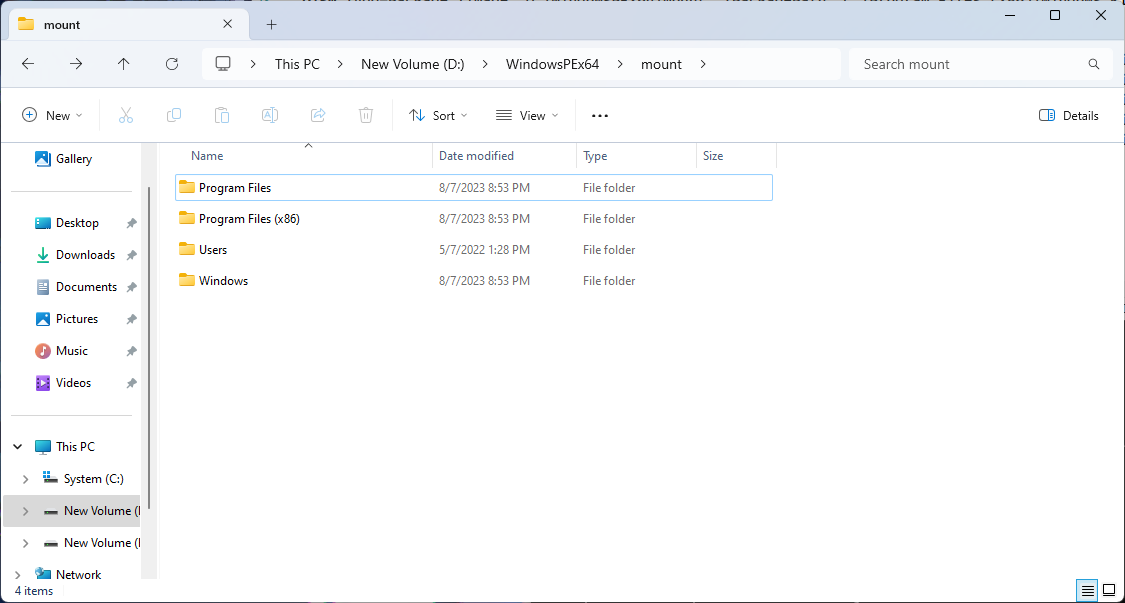 mount
This PC > New Volume (D:) > WindowsPEx64 > mount >
Search mount
New
Sort
View
Details
Gallery
Desktop
Downloads
Documents
Pictures
Music
Videos
This PC
System (C:)
New Volume (
New Volume (
Network
Name Date modified Type Size
Program Files 8/7/2023 8:53 PM File folder
Program Files (x86) 8/7/2023 8:53 PM File folder
Users 5/7/2022 1:28 PM File folder
Windows 8/7/2023 8:53 PM File folder
4 items